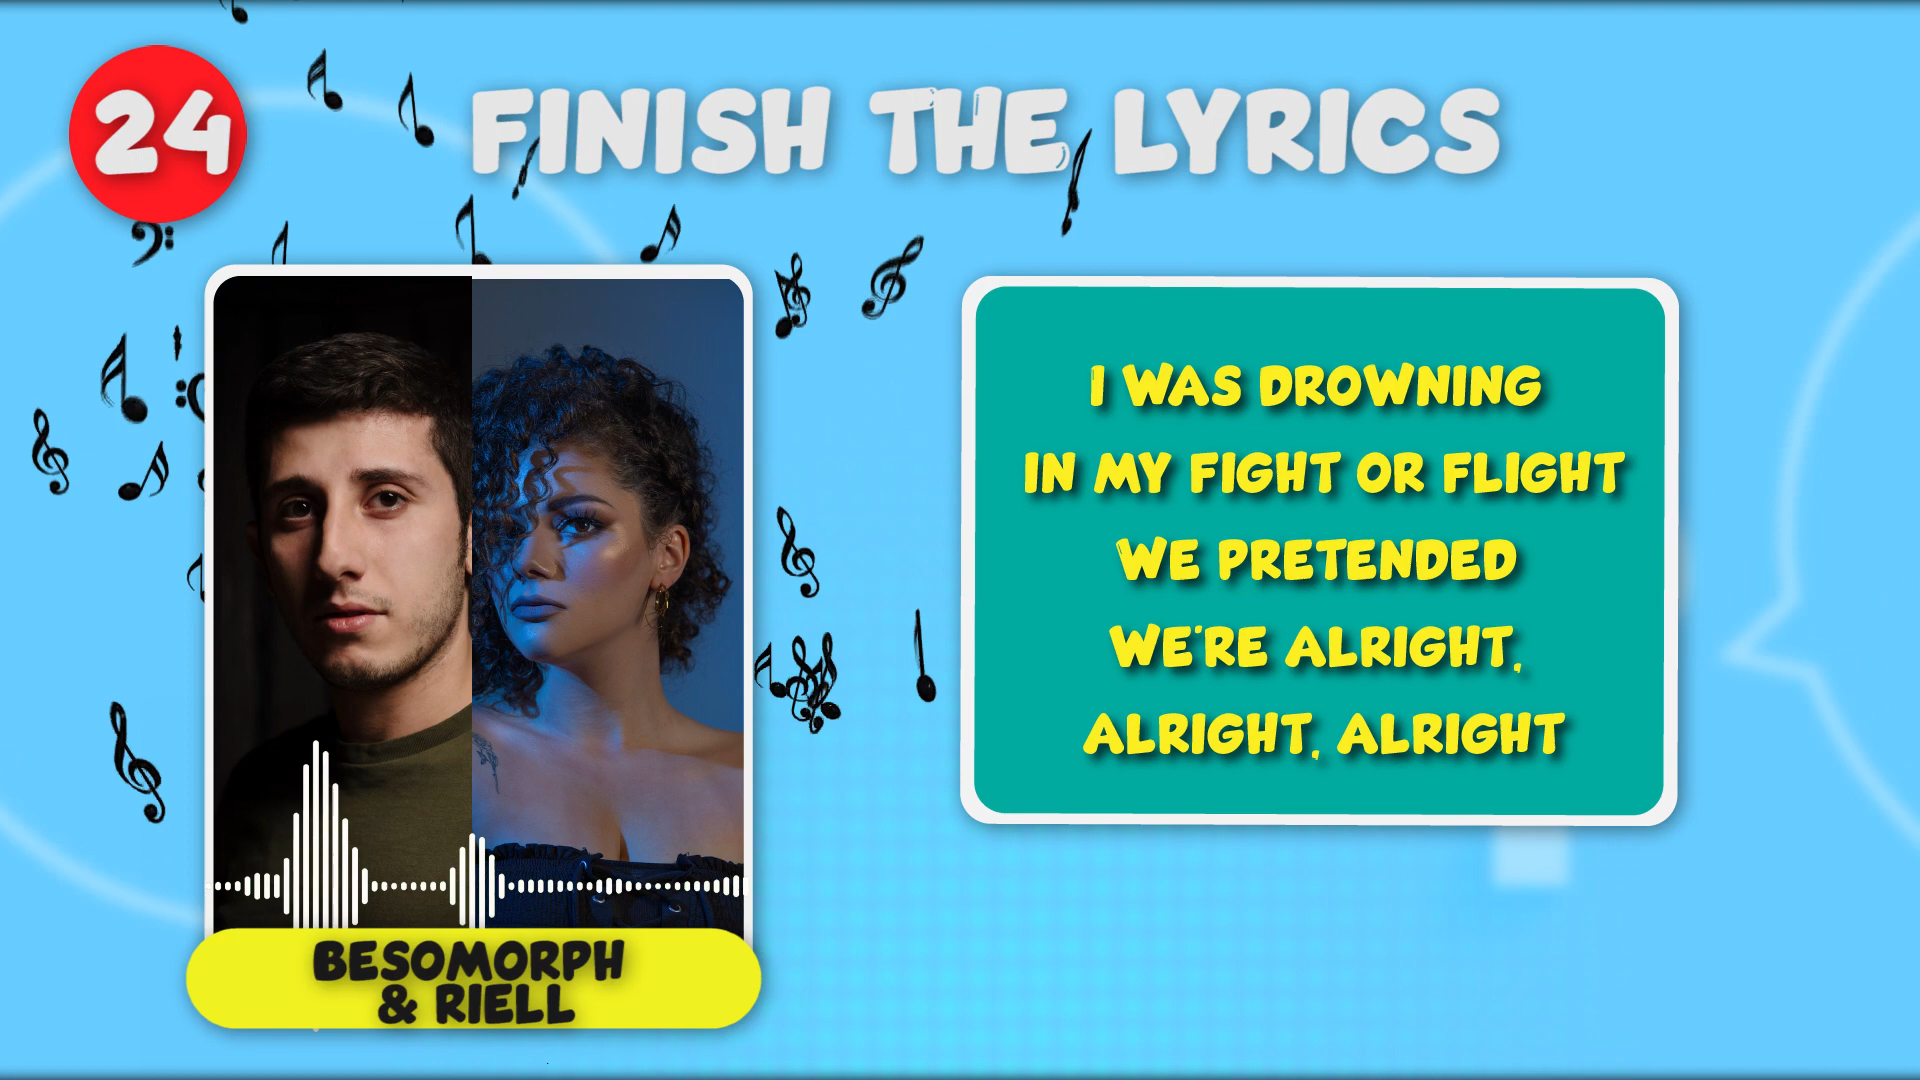 24
FINISH THE LYRICS
I WAS DROWNING
IN MY FIGHT OR FLIGHT
WE PRETENDED
WE'RE ALRIGHT,
ALRIGHT, ALRIGHT
BESOMORPH
& RIELL